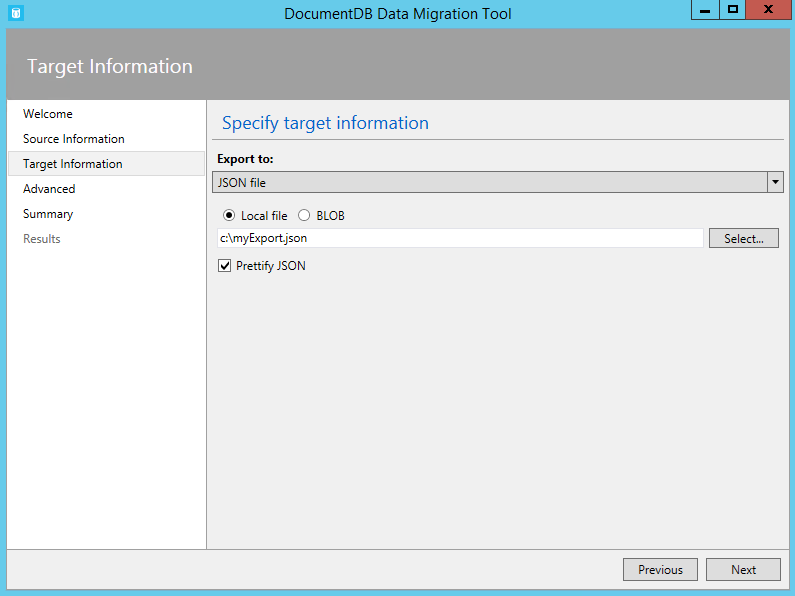 DocumentDB Data Migration Tool
Target Information
Welcome
Source Information
Target Information
Advanced
Summary
Results
Specify target information
Export to:
JSON file
Local file BLOB
c:\myExport.json Select...
Prettify JSON
Previous Next